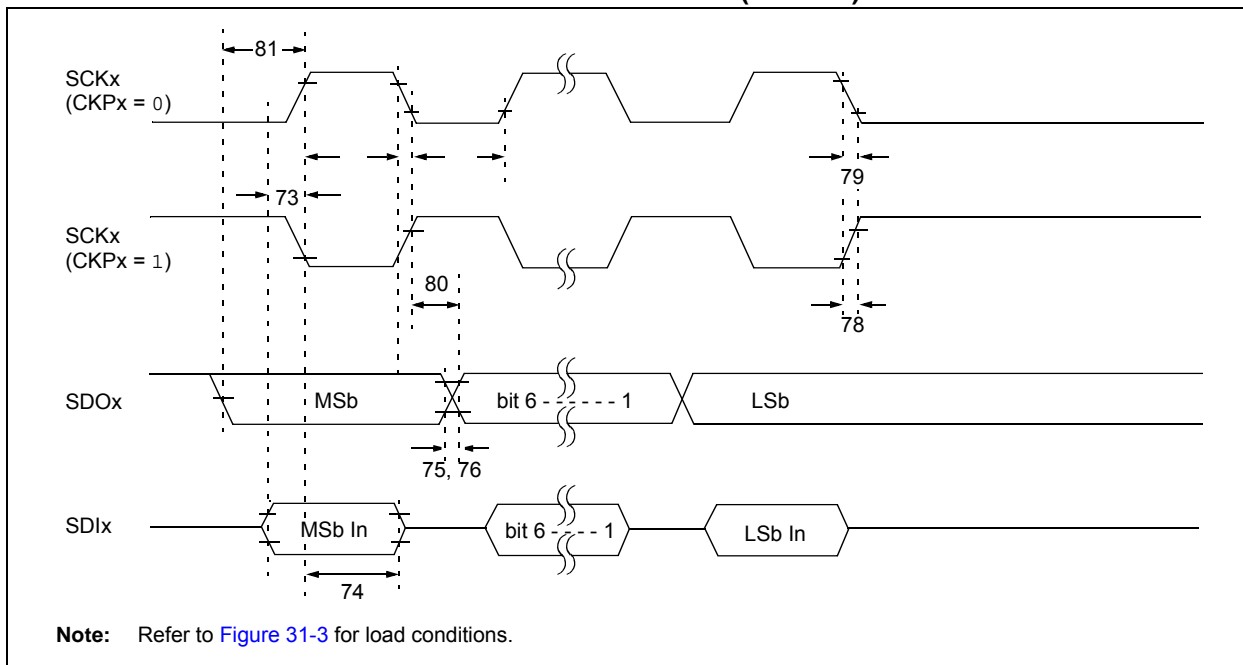 81
SCKx
(CKPx = 0)
79
73
SCKx
(CKPx = 1)
80
78
SDOx
MSb
bit 6 - - - - - - 1
LSb
75, 76
SDIx
MSb In
bit 6 - - - - 1
LSb In
74
Note: Refer to Figure 31-3 for load conditions.